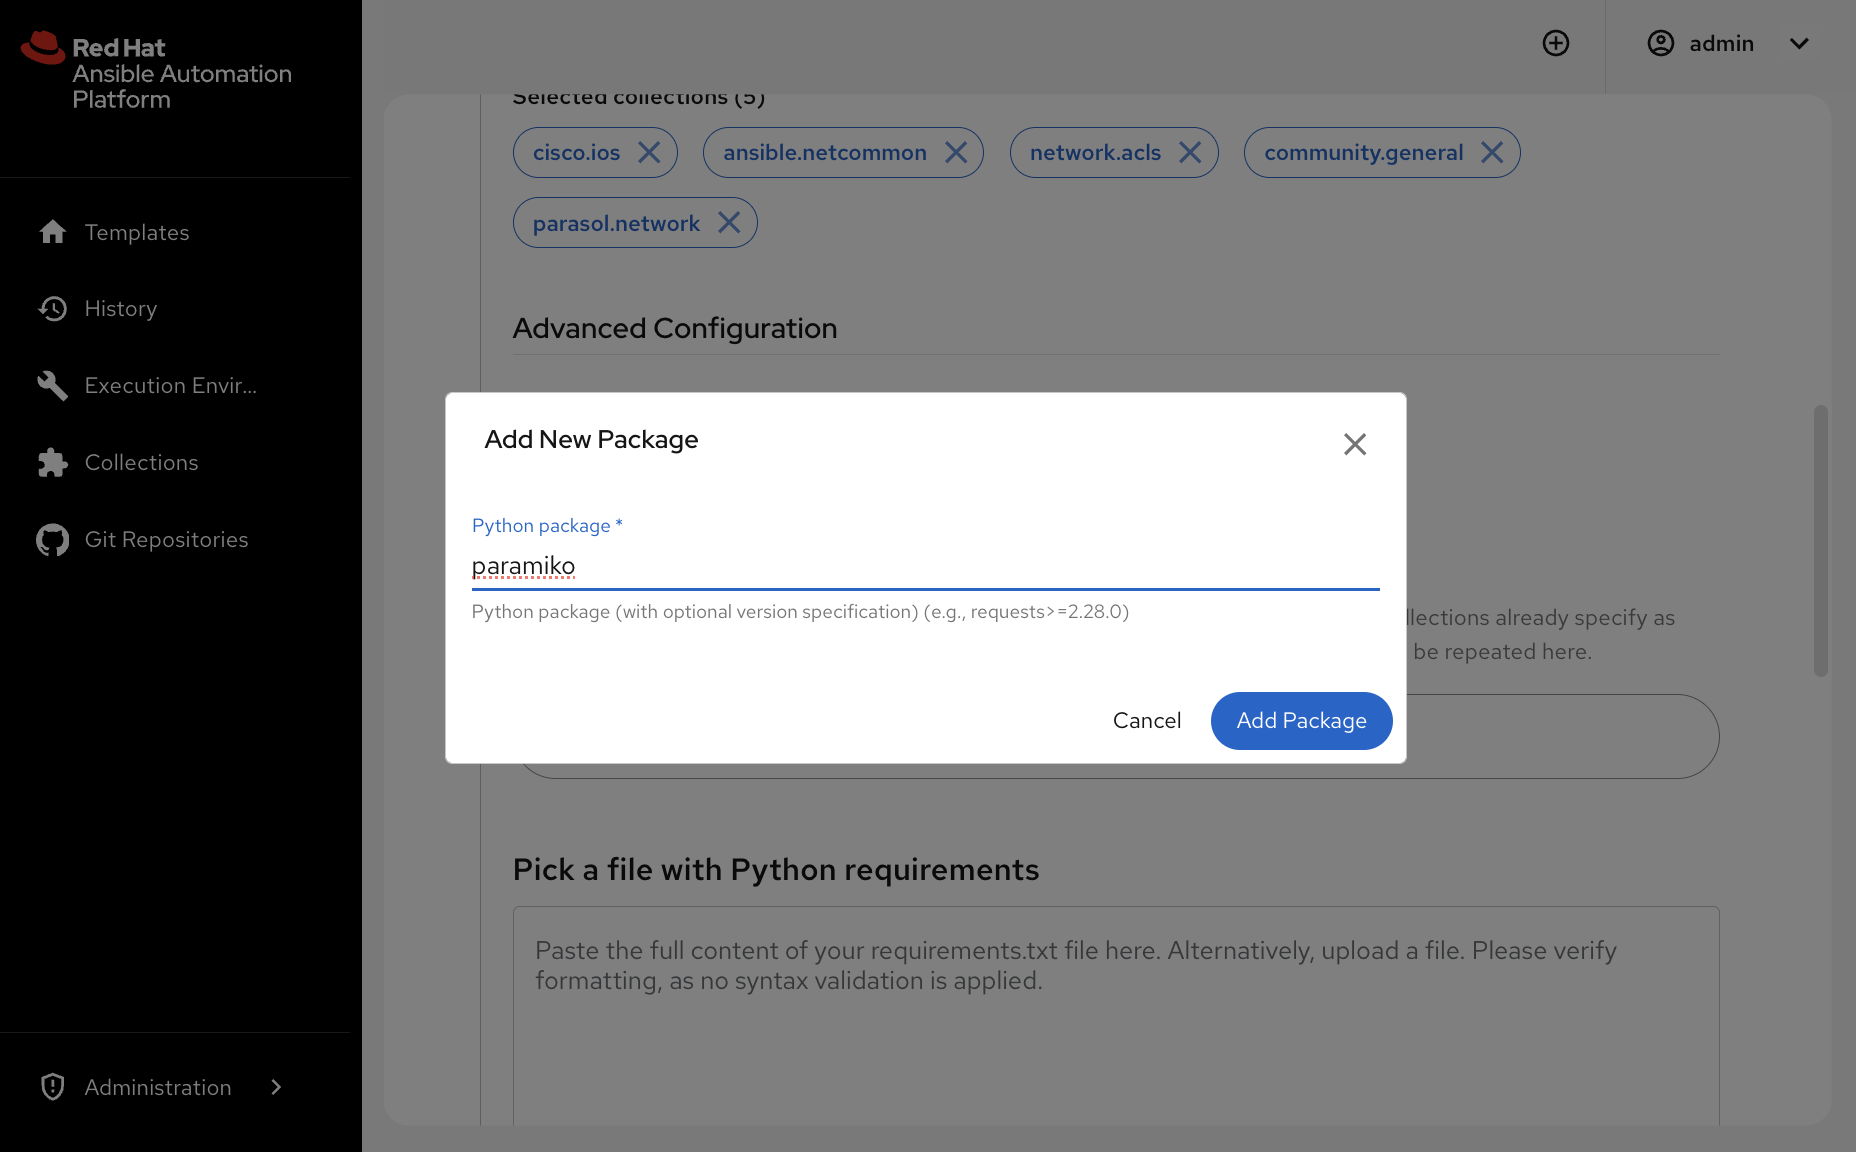 Red Hat
Ansible Automation
Platform
admin
Templates
History
Execution Envir...
Collections
Git Repositories
Administration
Selected collections (5)
cisco.ios
ansible.netcommon
network.acls
community.general
parasol.network
Advanced Configuration
Add New Package
Python package *
paramiko
Python package (with optional version specification) (e.g., requests>=2.28.0)
Cancel
Add Package
llections already specify as
be repeated here.
Pick a file with Python requirements
Paste the full content of your requirements.txt file here. Alternatively, upload a file. Please verify
formatting, as no syntax validation is applied.